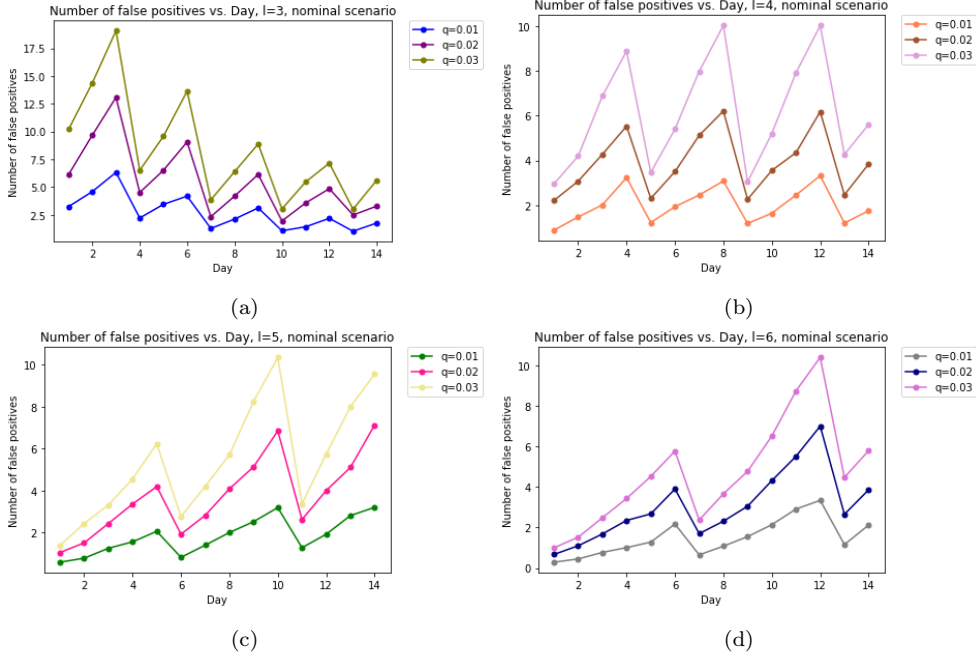 Number of false positives vs. Day, l=3, nominal scenario
17.5
15.0
12.5
10.0
7.5
5.0
2.5
Number of false positives
2 4 6 8 10 12 14
Day
q=0.01
q=0.02
q=0.03
(a)
Number of false positives vs. Day, l=4, nominal scenario
10
8
6
4
2
Number of false positives
2 4 6 8 10 12 14
Day
q=0.01
q=0.02
q=0.03
(b)
Number of false positives vs. Day, l=5, nominal scenario
10
8
6
4
2
Number of false positives
2 4 6 8 10 12 14
Day
q=0.01
q=0.02
q=0.03
(c)
Number of false positives vs. Day, l=6, nominal scenario
10
8
6
4
2
0
Number of false positives
2 4 6 8 10 12 14
Day
q=0.01
q=0.02
q=0.03
(d)